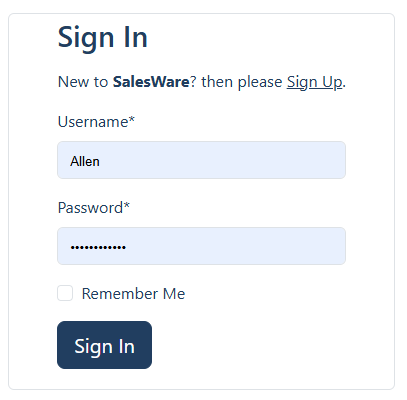 Sign In
New to SalesWare? then please Sign Up.
Username*
Allen
Password*
••••••••••••
Remember Me
Sign In